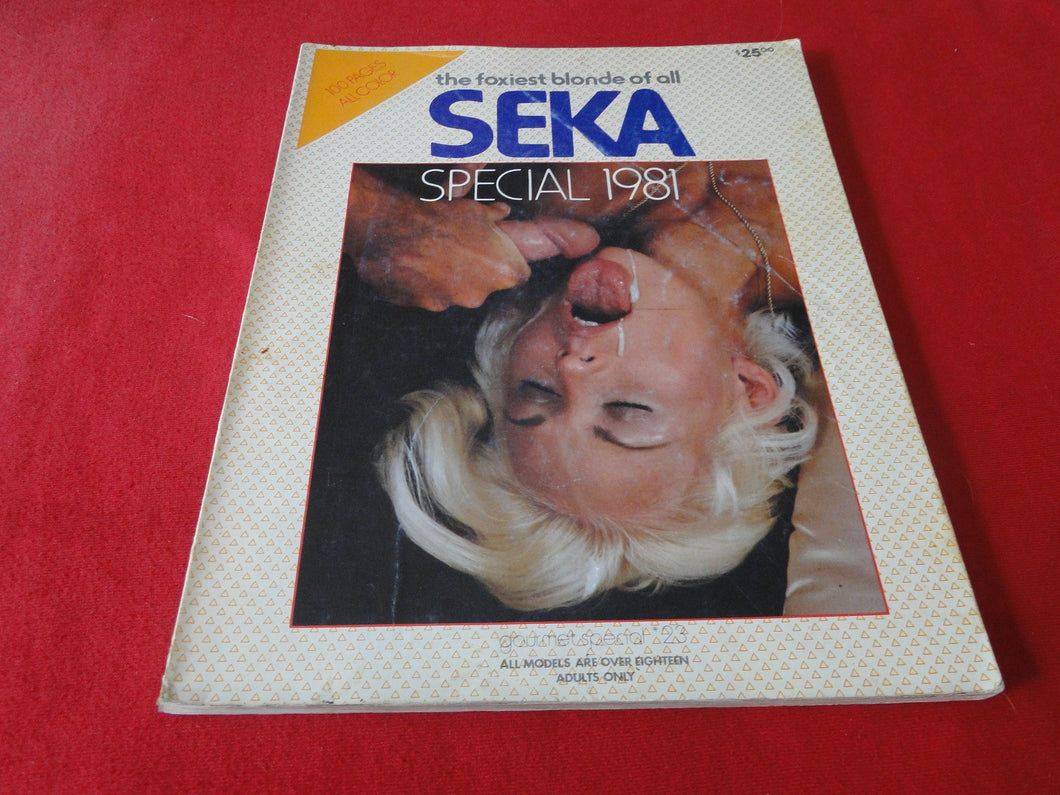 100 PAGES
ALL COLOR
$25.00
the foxiest blonde of all
SEKA
SPECIAL 1981
gourmet special 23
ALL MODELS ARE OVER EIGHTEEN
ADULTS ONLY